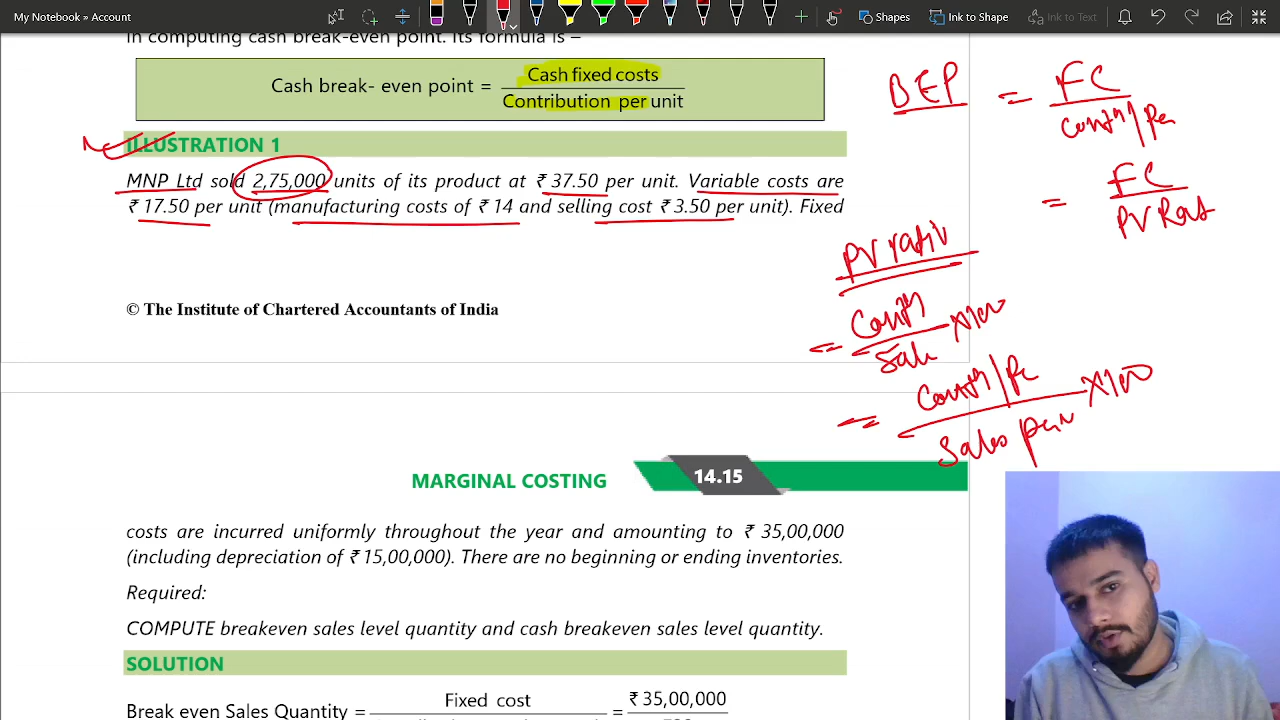 My Notebook » Account
Shapes
Ink to Shape
Ink to Text
in computing cash break-even point. Its formula is –
Cash fixed costs
Cash break- even point =
Contribution per unit
BEP = FC
Contn/Per
= FC
PV Rat
ILLUSTRATION 1
MNP Ltd sold 2,75,000 units of its product at ₹ 37.50 per unit. Variable costs are
₹ 17.50 per unit (manufacturing costs of ₹ 14 and selling cost ₹ 3.50 per unit). Fixed
PV ratio
= Contn
Sale ×100
= Contn/Pe
Sales per ×100
© The Institute of Chartered Accountants of India
MARGINAL COSTING 14.15
costs are incurred uniformly throughout the year and amounting to ₹ 35,00,000
(including depreciation of ₹ 15,00,000). There are no beginning or ending inventories.
Required:
COMPUTE breakeven sales level quantity and cash breakeven sales level quantity.
SOLUTION
Fixed cost ₹ 35,00,000
Break even Sales Quantity = =